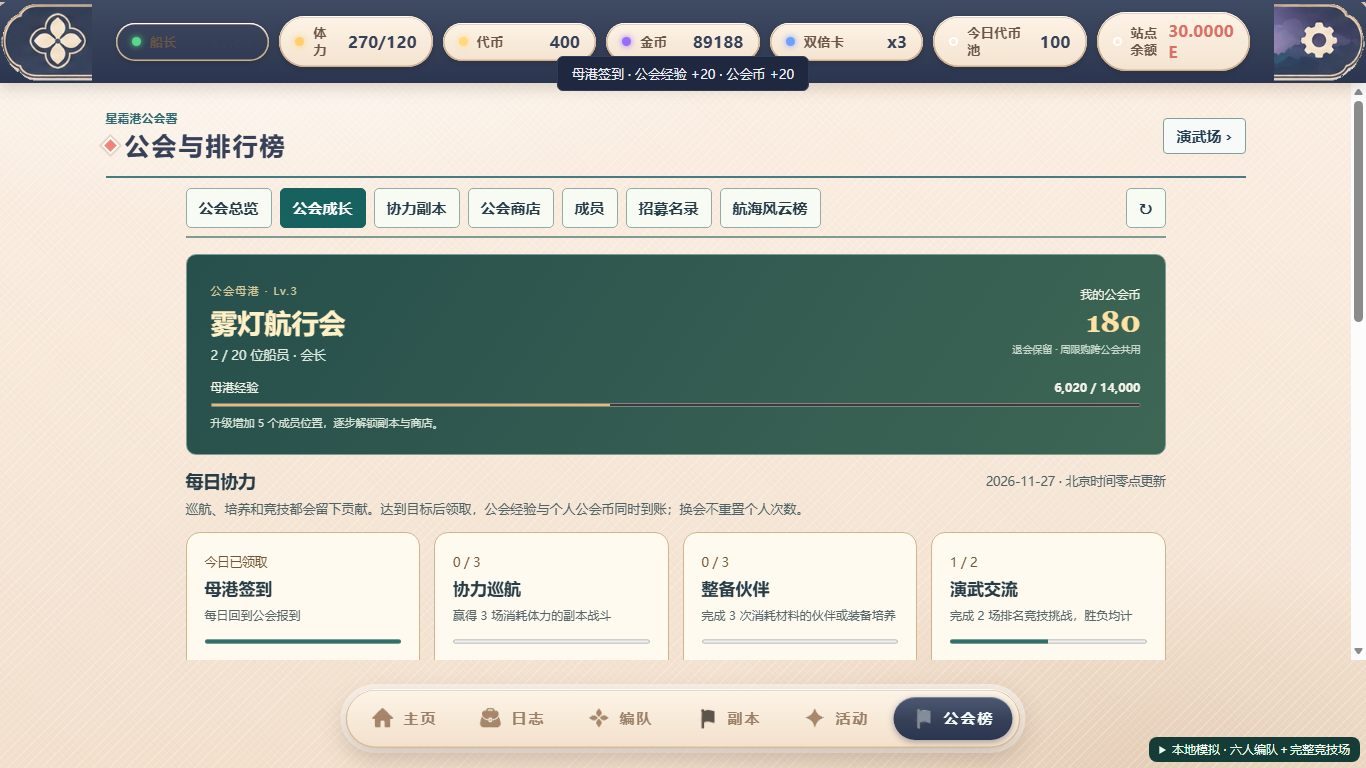 船长
体力
270/120
代币
400
金币
89188
双倍卡
x3
今日代币池
100
站点余额
30.0000E
母港签到 · 公会经验 +20 · 公会币 +20
星霜港公会署
公会与排行榜
演武场 ›
公会总览
公会成长
协力副本
公会商店
成员
招募名录
航海风云榜
↻
公会母港 · Lv.3
我的公会币
雾灯航行会
180
2 / 20 位船员 · 会长
退会保留 · 周限购跨公会共用
母港经验
6,020 / 14,000
升级增加 5 个成员位置，逐步解锁副本与商店。
每日协力
2026-11-27 · 北京时间零点更新
巡航、培养和竞技都会留下贡献。达到目标后领取，公会经验与个人公会币同时到账；换会不重置个人次数。
今日已领取
母港签到
每日回到公会报到
0 / 3
协力巡航
赢得 3 场消耗体力的副本战斗
0 / 3
整备伙伴
完成 3 次消耗材料的伙伴或装备培养
1 / 2
演武交流
完成 2 场排名竞技挑战，胜负均计
主页
日志
编队
副本
活动
公会榜
本地模拟 · 六人编队 + 完整竞技场